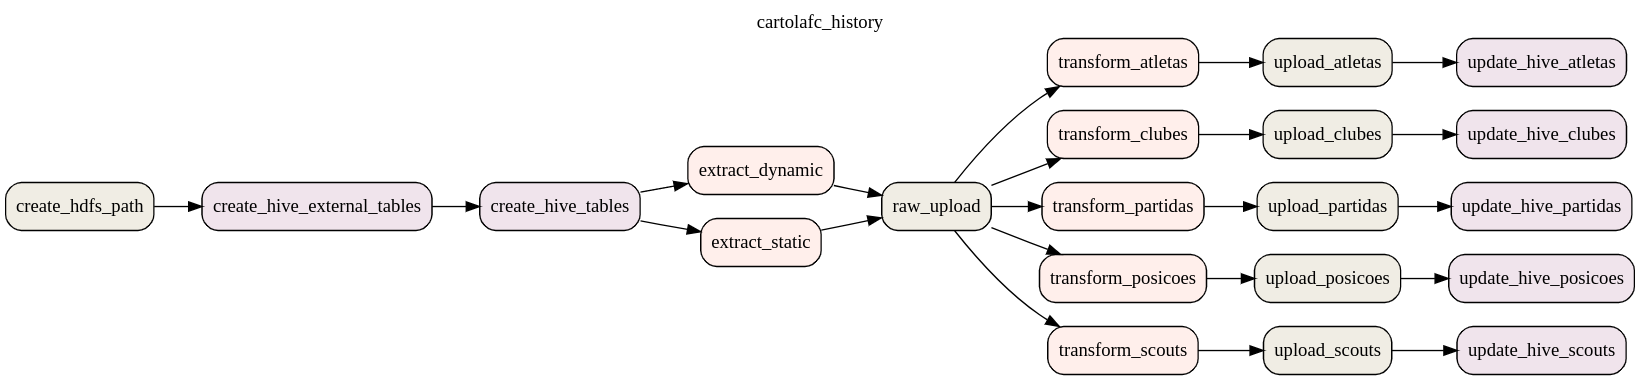 cartolafc_history
create_hdfs_path
create_hive_external_tables
create_hive_tables
extract_dynamic
extract_static
raw_upload
transform_atletas
upload_atletas
update_hive_atletas
transform_clubes
upload_clubes
update_hive_clubes
transform_partidas
upload_partidas
update_hive_partidas
transform_posicoes
upload_posicoes
update_hive_posicoes
transform_scouts
upload_scouts
update_hive_scouts